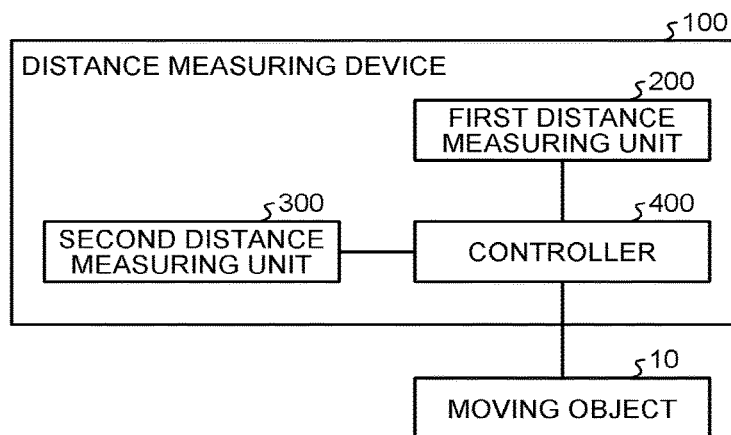 100
DISTANCE MEASURING DEVICE
200
FIRST DISTANCE
MEASURING UNIT
300
SECOND DISTANCE
MEASURING UNIT
400
CONTROLLER
10
MOVING OBJECT